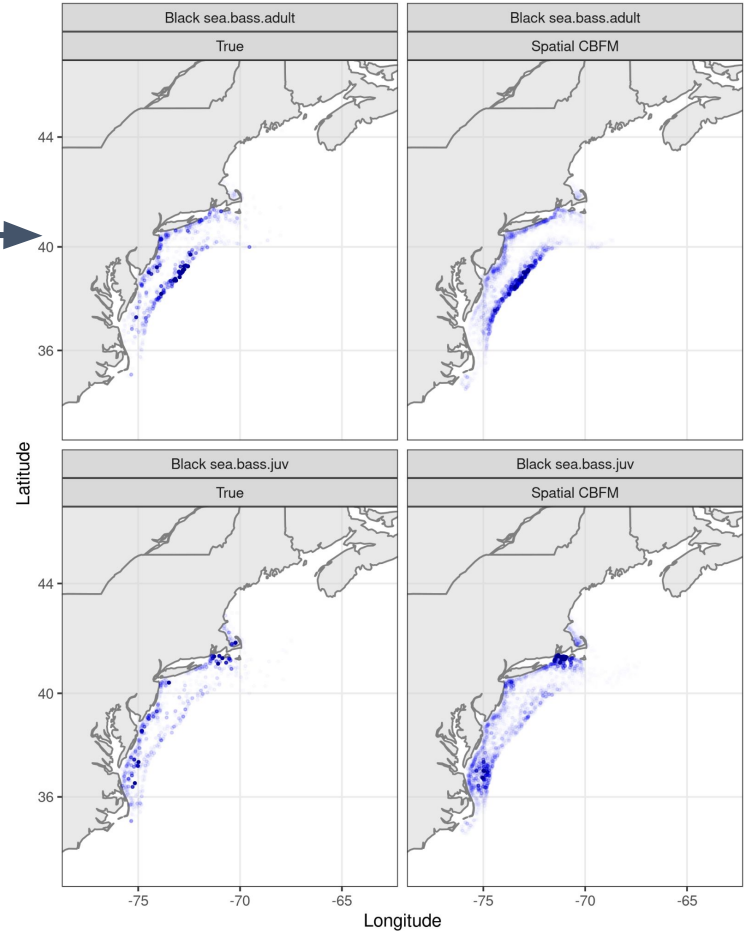 Black sea.bass.adult
Black sea.bass.adult
True
Spatial CBFM
44
40
36
Latitude
Black sea.bass.juv
Black sea.bass.juv
True
Spatial CBFM
44
40
36
-75
-70
-65
-75
-70
-65
Longitude